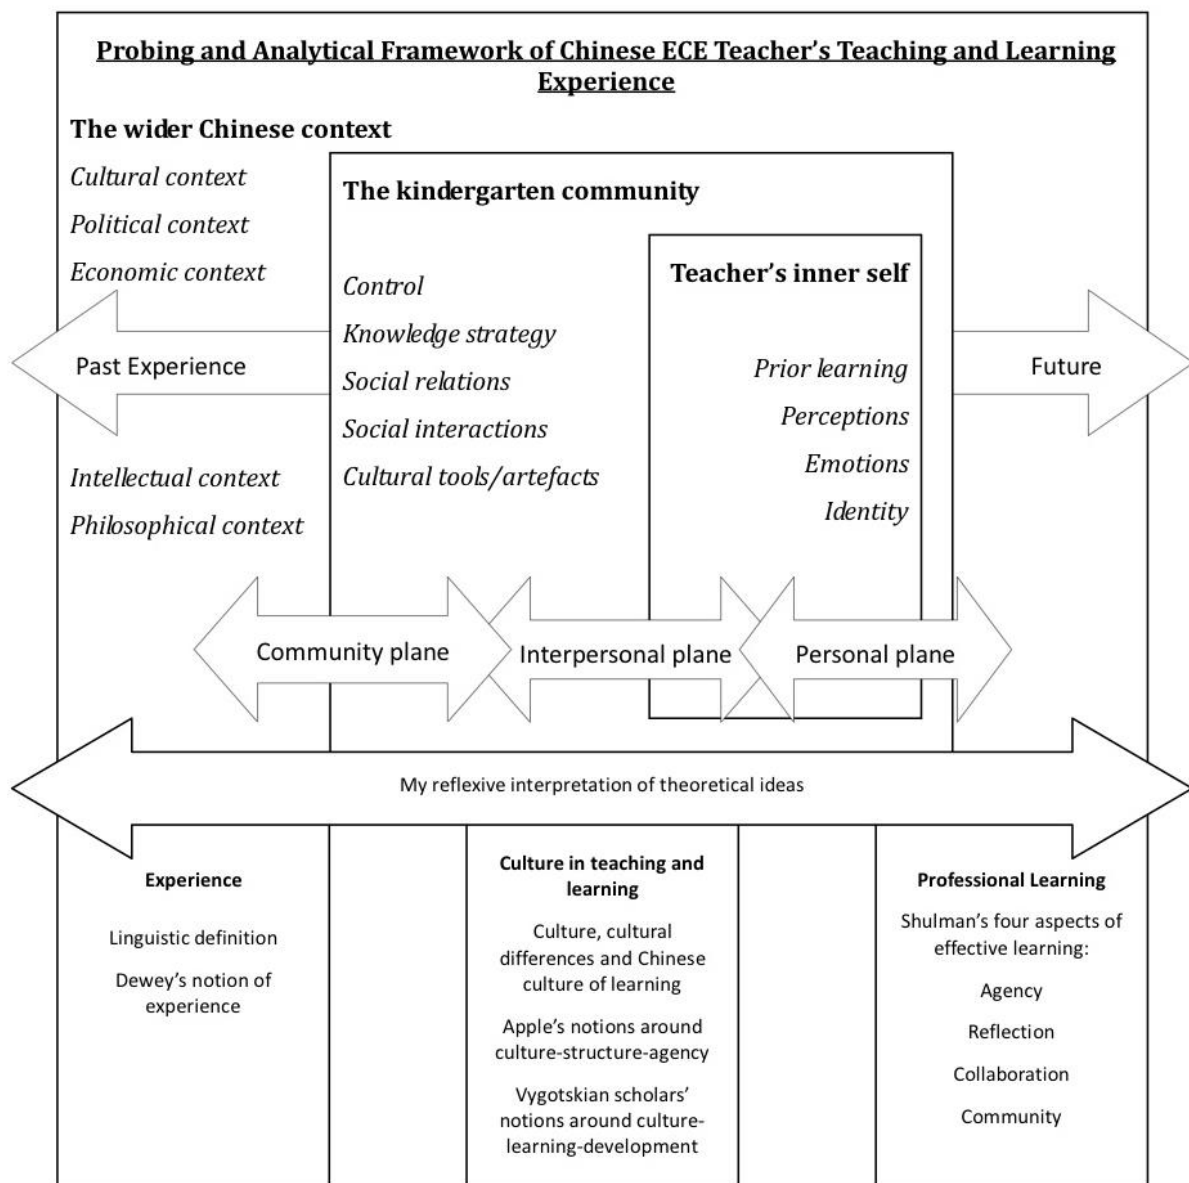 Probing and Analytical Framework of Chinese ECE Teacher's Teaching and Learning
Experience
The wider Chinese context
Cultural context
Political context
Economic context
Past Experience
Intellectual context
Philosophical context
The kindergarten community
Control
Knowledge strategy
Social relations
Social interactions
Cultural tools/artefacts
Teacher's inner self
Prior learning
Perceptions
Emotions
Identity
Future
Community plane
Interpersonal plane
Personal plane
My reflexive interpretation of theoretical ideas
Experience
Linguistic definition
Dewey's notion of
experience
Culture in teaching and
learning
Culture, cultural
differences and Chinese
culture of learning
Apple's notions around
culture-structure-agency
Vygotskian scholars'
notions around culture-
learning-development
Professional Learning
Shulman's four aspects of
effective learning:
Agency
Reflection
Collaboration
Community